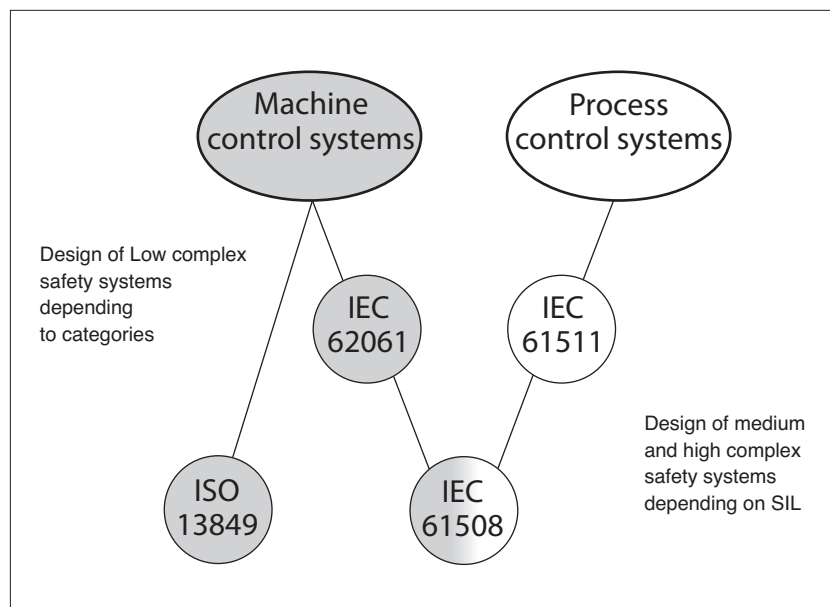 Machine
control systems
Process
control systems
Design of Low complex
safety systems
depending
to categories
IEC
62061
IEC
61511
Design of medium
and high complex
safety systems
depending on SIL
ISO
13849
IEC
61508